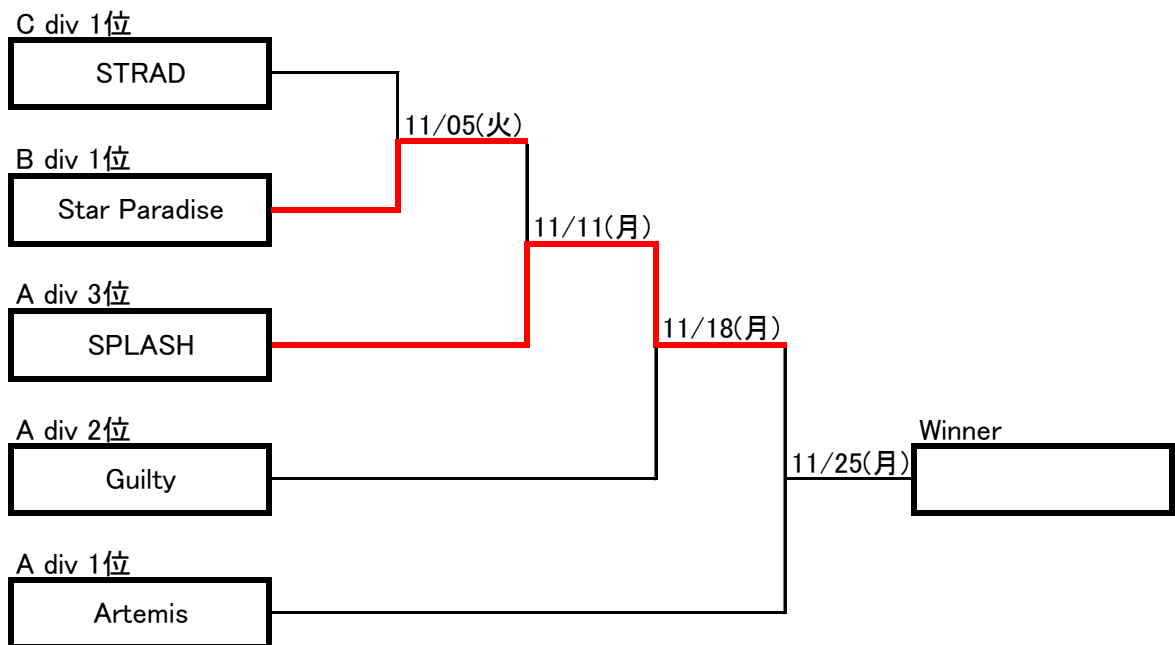 C div 1位
STRAD
11/05(火)
B div 1位
Star Paradise
11/11(月)
A div 3位
SPLASH
11/18(月)
A div 2位
Guilty
Winner
11/25(月)
A div 1位
Artemis